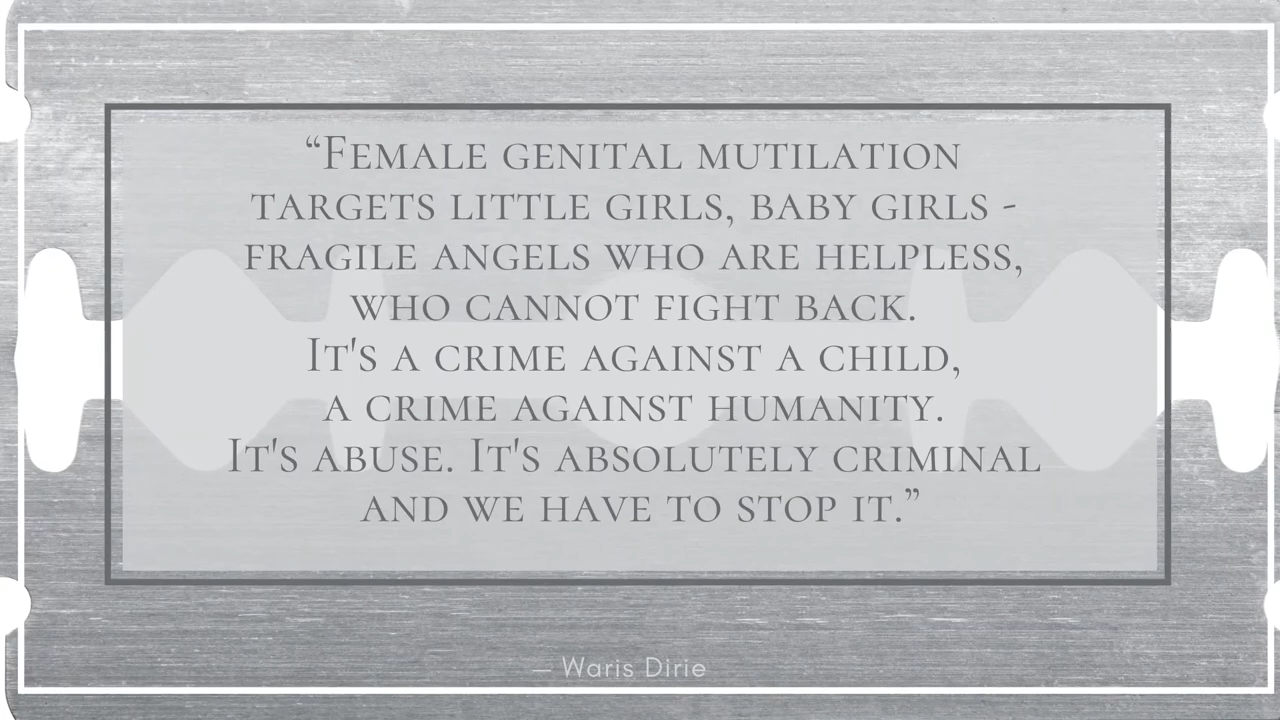 “Female genital mutilation
targets little girls, baby girls -
fragile angels who are helpless,
who cannot fight back.
It's a crime against a child,
a crime against humanity.
It's abuse. It's absolutely criminal
and we have to stop it.”
— Waris Dirie